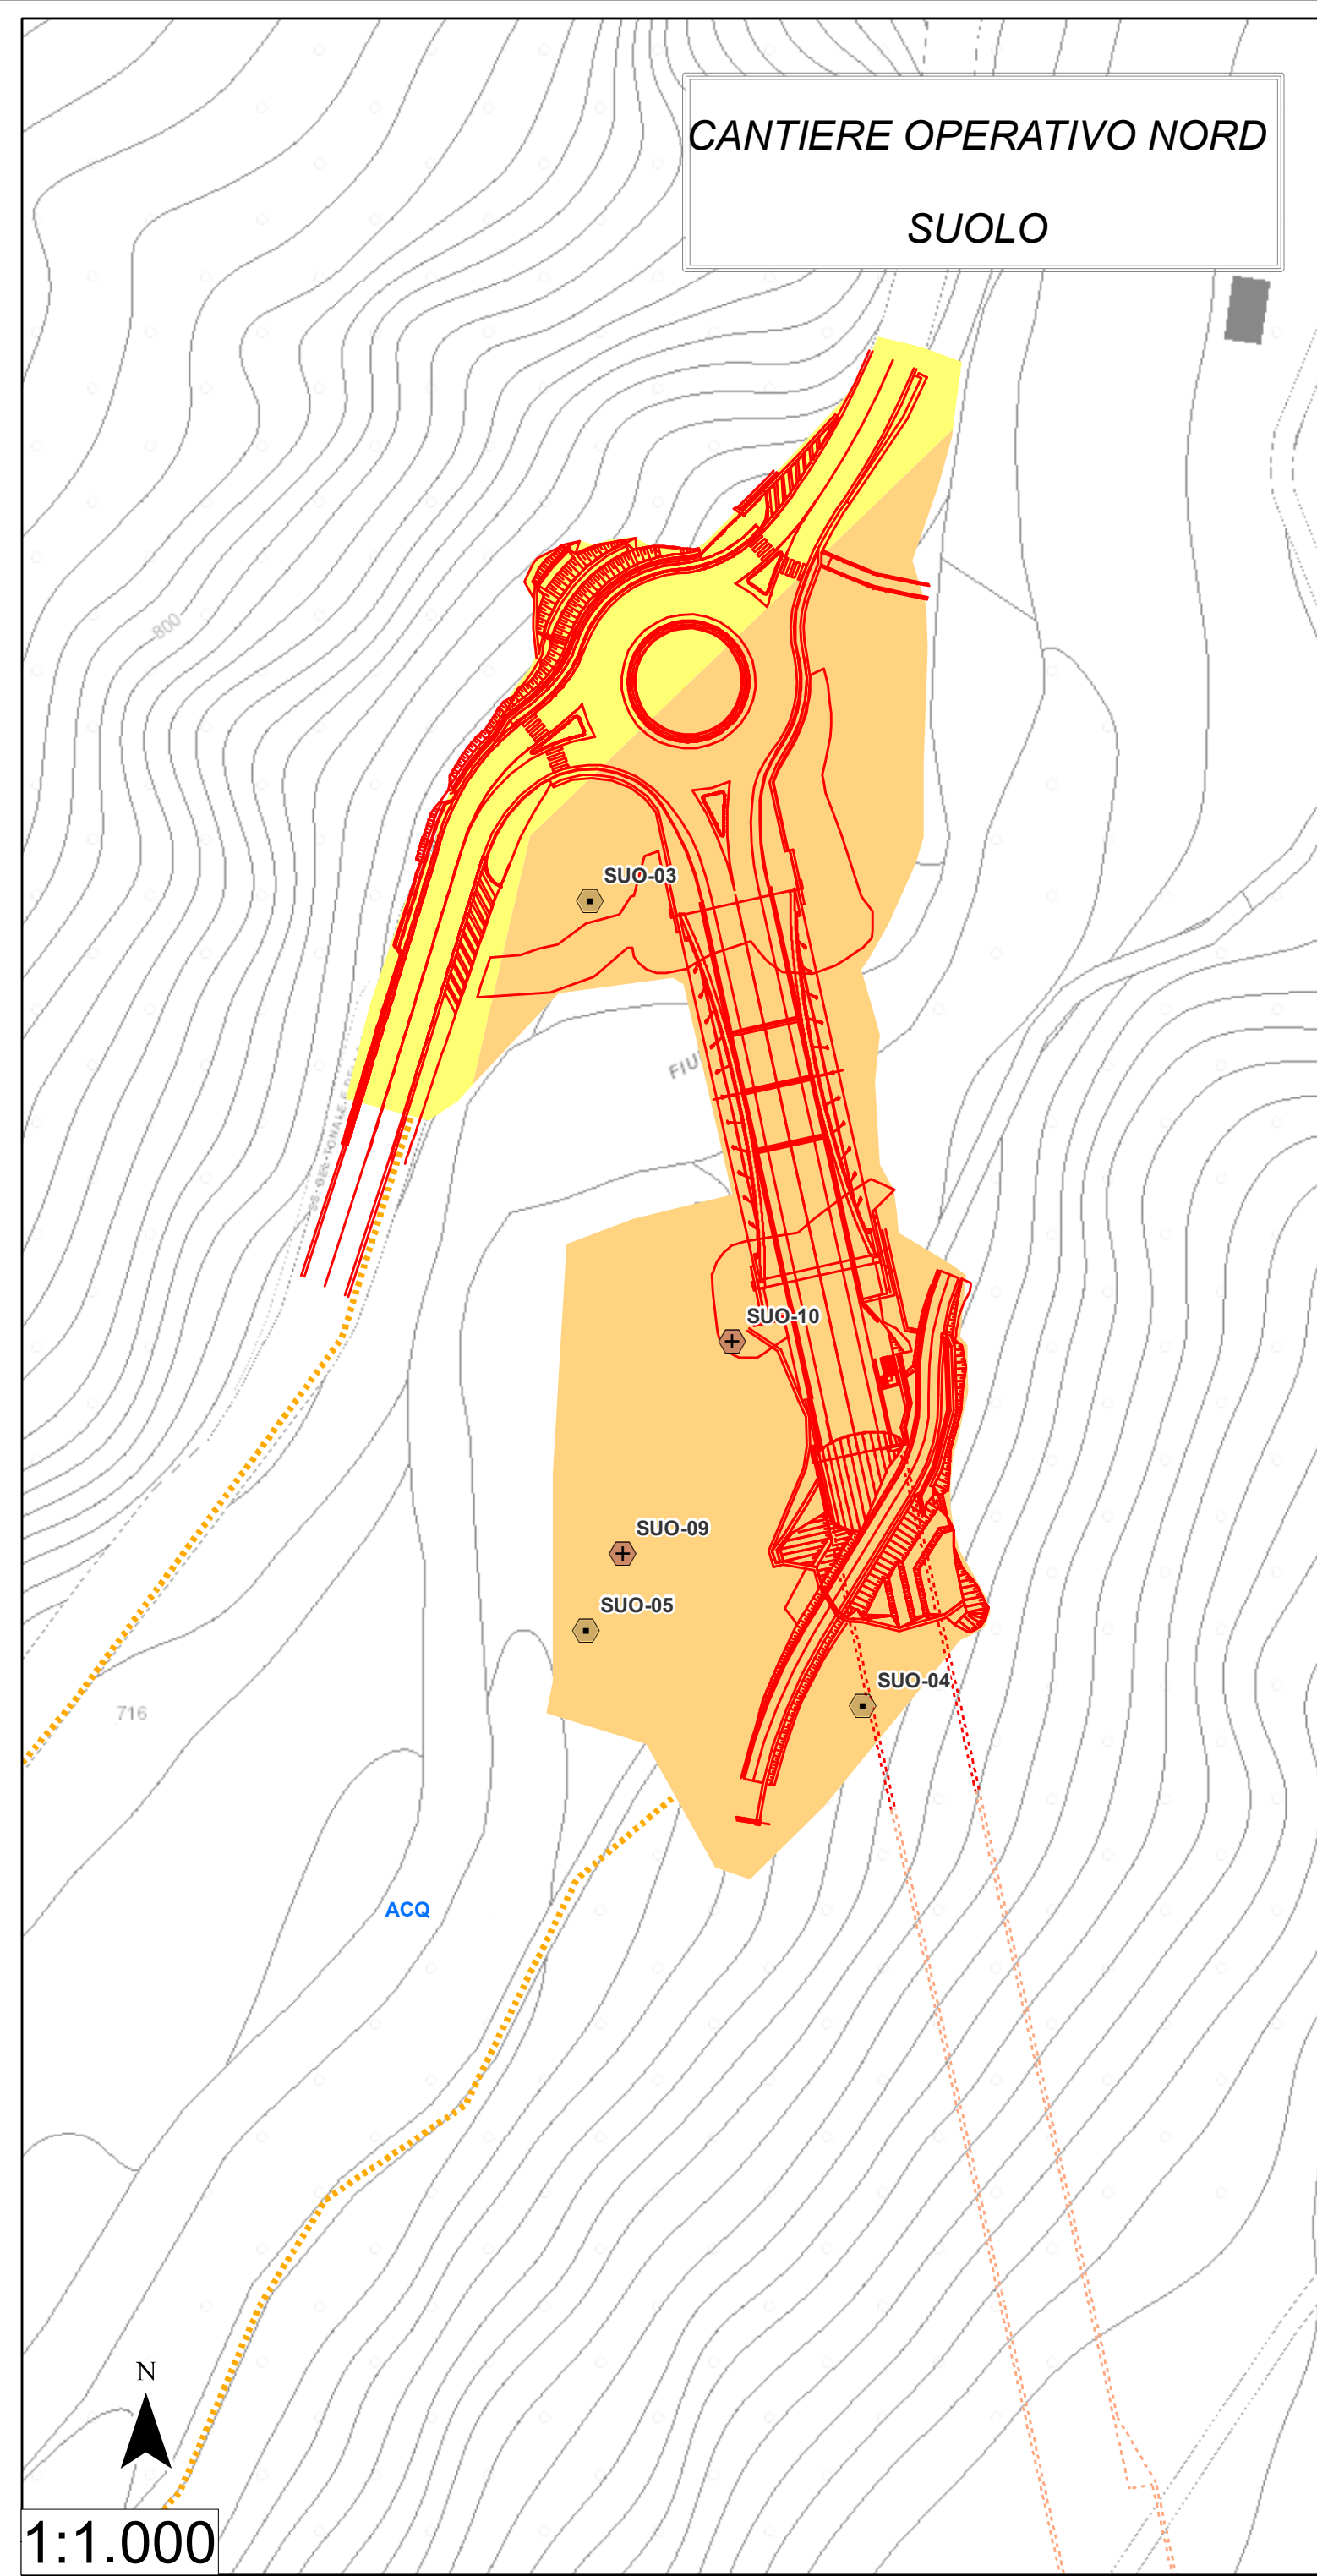 CANTIERE OPERATIVO NORD
SUOLO
800
SUO-03
FIU
SUO-10
SUO-09
SUO-05
SUO-04
716
ACQ
N
1:1.000